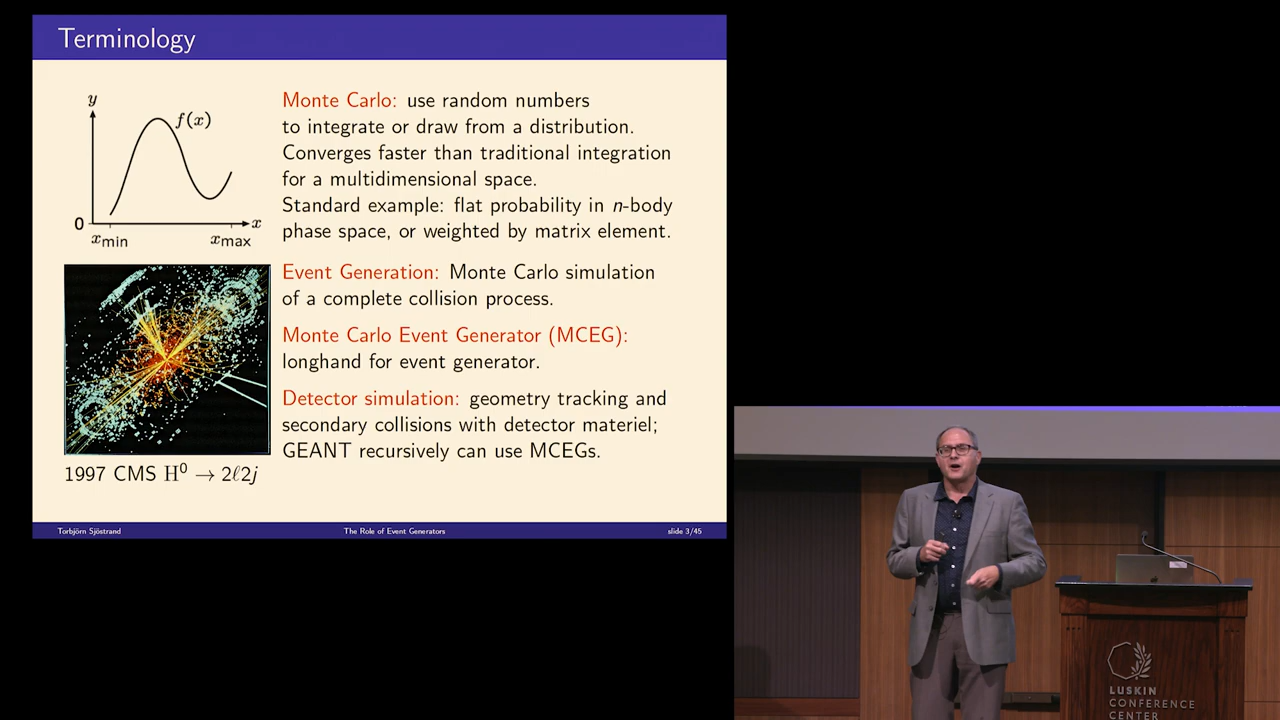 Terminology
y
f(x)
0
x
xmin
xmax
Monte Carlo: use random numbers
to integrate or draw from a distribution.
Converges faster than traditional integration
for a multidimensional space.
Standard example: flat probability in n-body
phase space, or weighted by matrix element.
Event Generation: Monte Carlo simulation
of a complete collision process.
Monte Carlo Event Generator (MCEG):
longhand for event generator.
Detector simulation: geometry tracking and
secondary collisions with detector materiel;
GEANT recursively can use MCEGs.
1997 CMS H⁰ → 2ℓ2j
Torbjörn Sjöstrand
The Role of Event Generators
slide 3/45
LUSKIN
CONFERENCE
CENTER